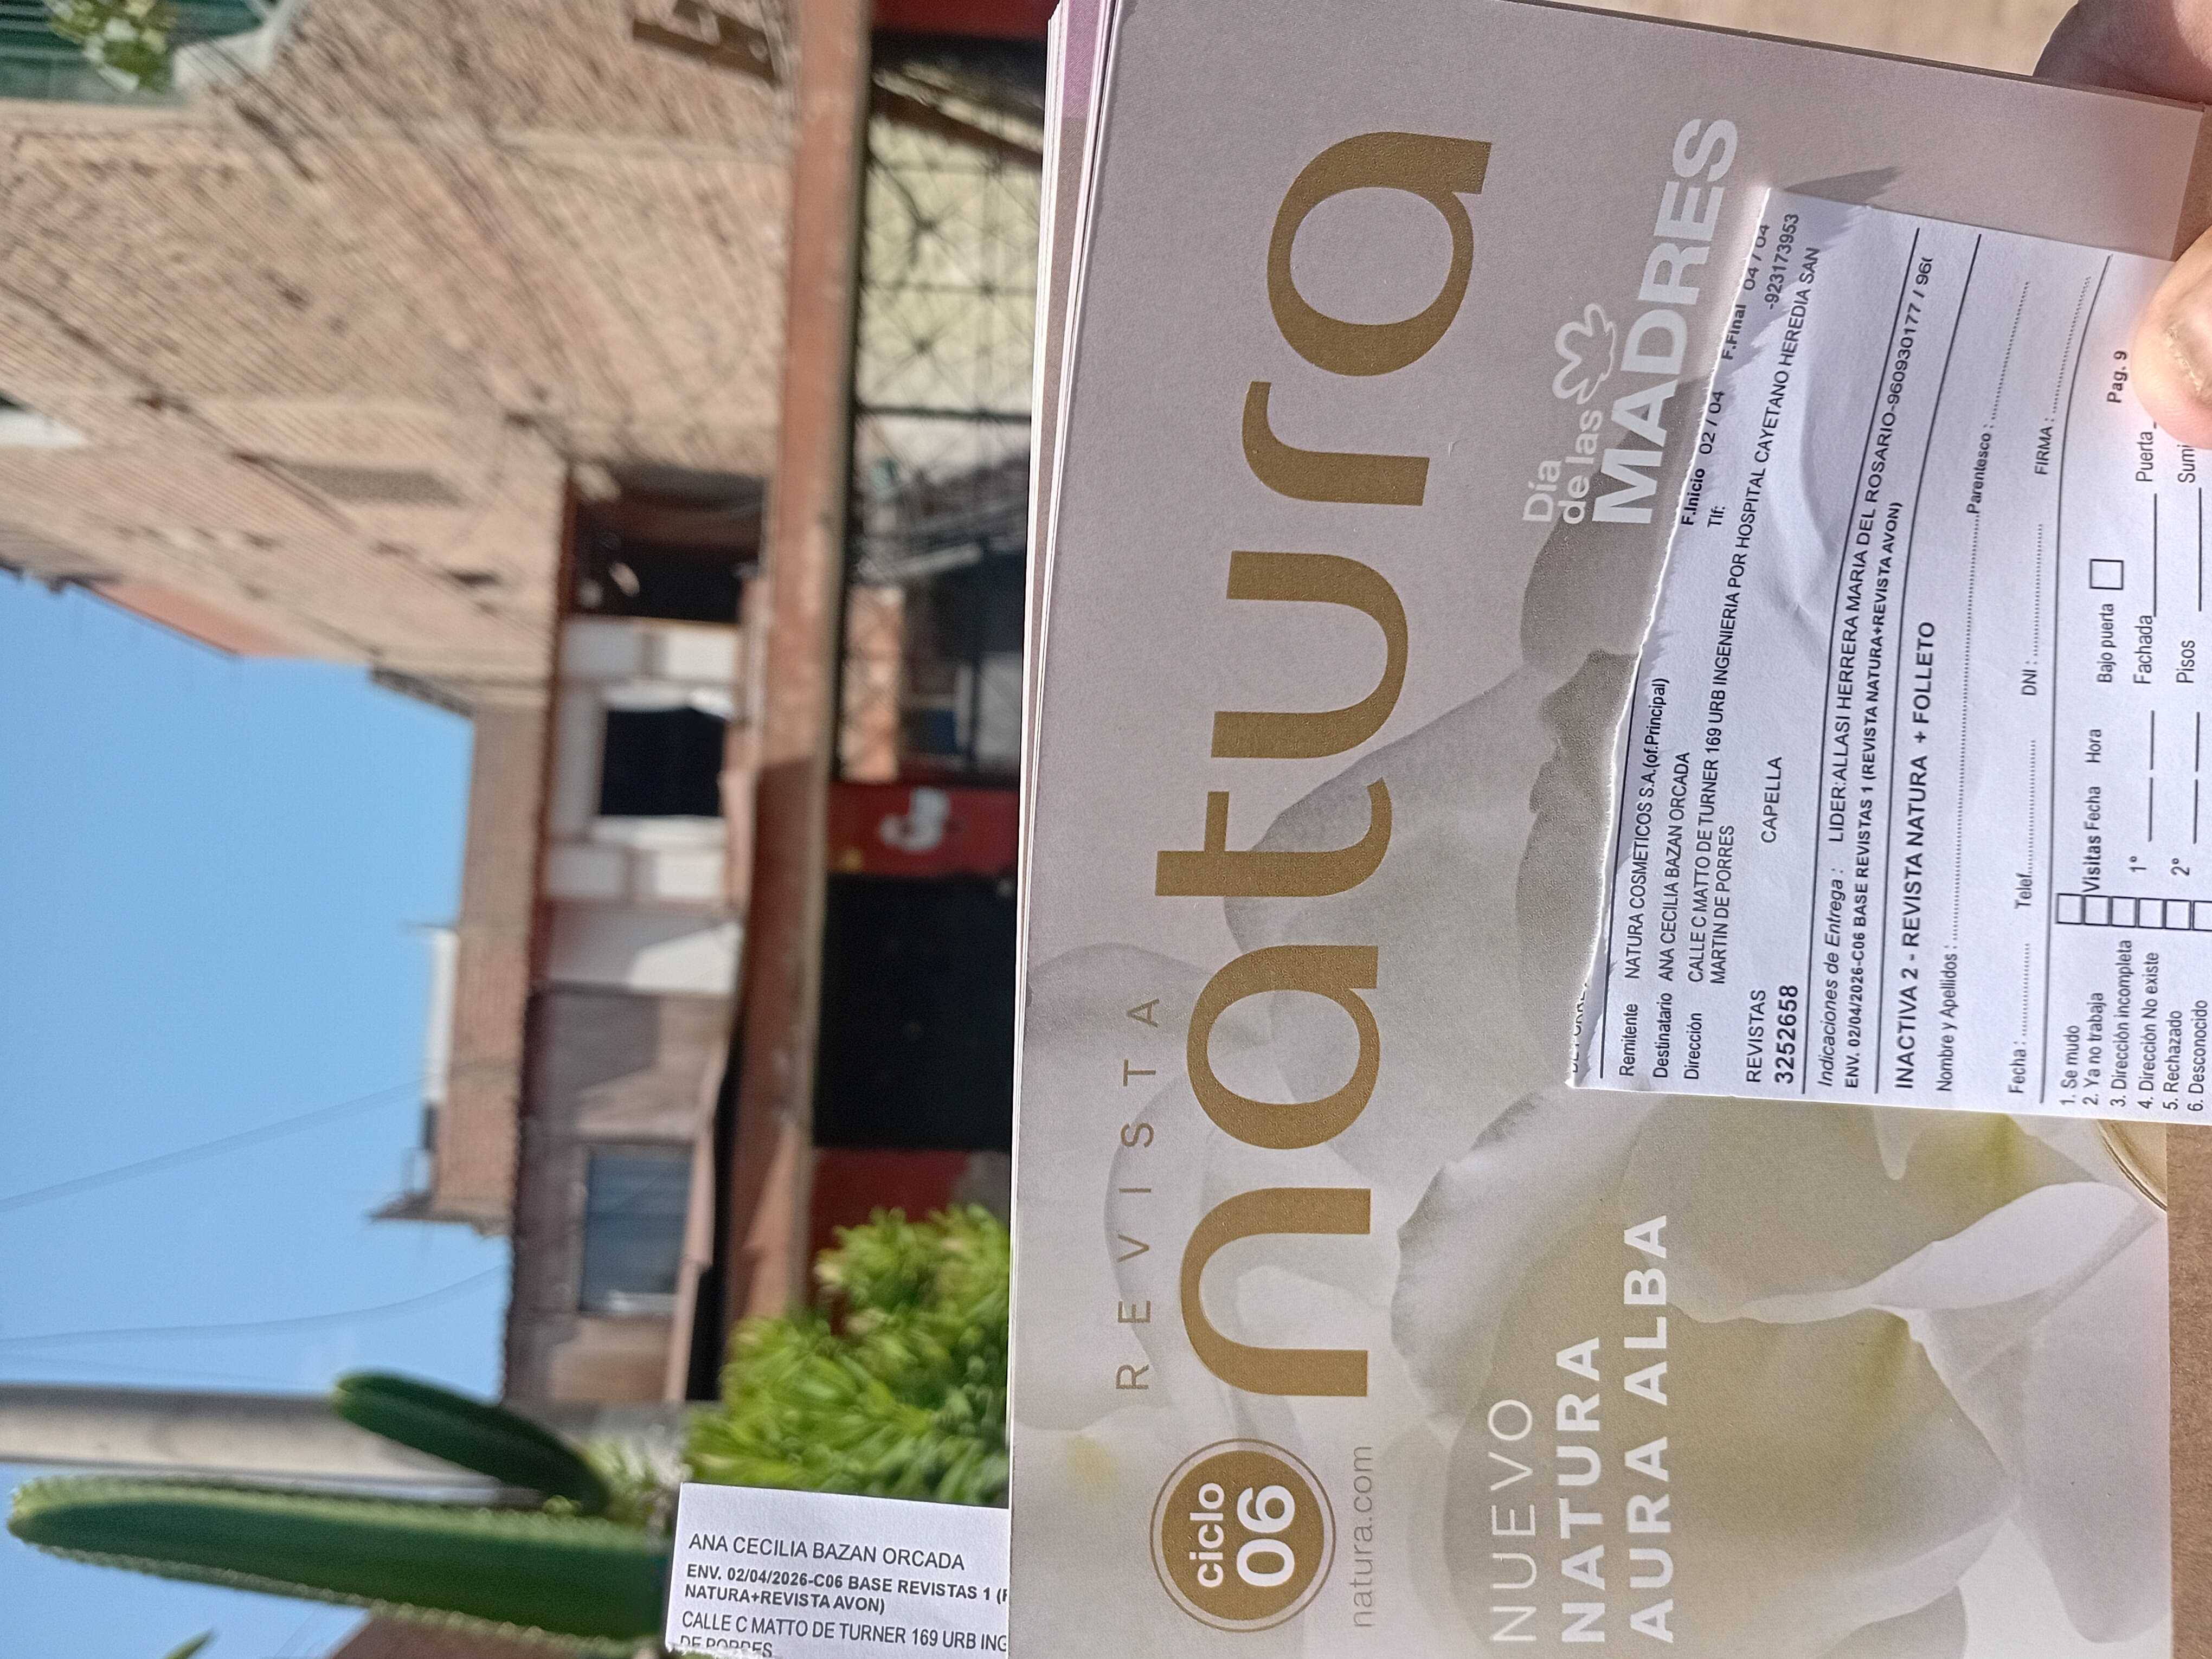 REVISTA
natura
ciclo
06
natura.com
Día
de las
MADRES
NUEVO
NATURA
AURA ALBA
F.Inicio 02 / 04 F.Final 04 / 04
Remitente NATURA COSMETICOS S.A.(of.Principal) Tlf: -923173953
Destinatario ANA CECILIA BAZAN ORCADA
Dirección CALLE C MATTO DE TURNER 169 URB INGENIERIA POR HOSPITAL CAYETANO HEREDIA SAN
MARTIN DE PORRES
REVISTAS
3252658 CAPELLA
Indicaciones de Entrega : LIDER:ALLASI HERRERA MARIA DEL ROSARIO-960930177 / 96
ENV. 02/04/2026-C06 BASE REVISTAS 1 (REVISTA NATURA+REVISTA AVON)
INACTIVA 2 - REVISTA NATURA + FOLLETO
Nombre y Apellidos : Parentesco :
Fecha : Telef. DNI : FIRMA :
1. Se mudo
2. Ya no trabaja
3. Dirección incompleta
4. Dirección No existe
5. Rechazado
6. Desconocido
Visitas Fecha Hora Bajo puerta Pag. 9
1° Fachada Puerta
2° Pisos Sumi
ANA CECILIA BAZAN ORCADA
ENV. 02/04/2026-C06 BASE REVISTAS 1 (
NATURA+REVISTA AVON)
CALLE C MATTO DE TURNER 169 URB ING
DE PORRES